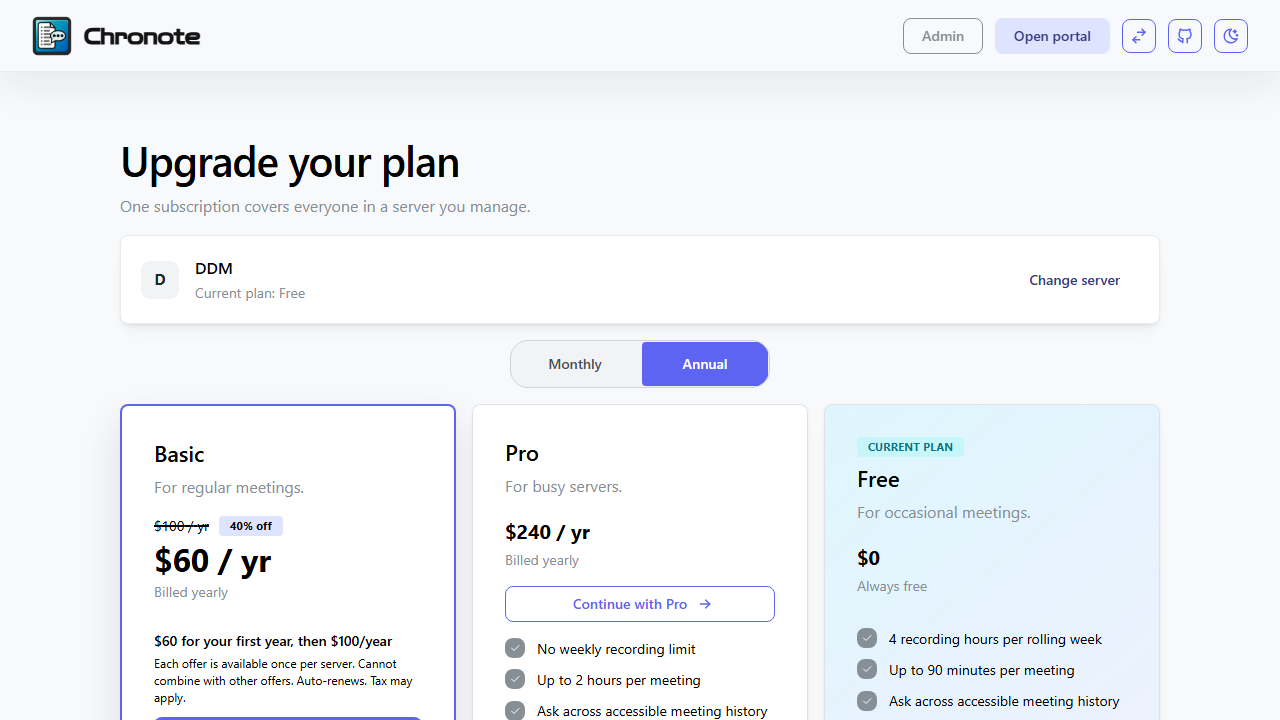 Chronote
Admin
Open portal
Upgrade your plan
One subscription covers everyone in a server you manage.
D
DDM
Current plan: Free
Change server
Monthly
Annual
Basic
For regular meetings.
$100 / yr
40% off
$60 / yr
Billed yearly
$60 for your first year, then $100/year
Each offer is available once per server. Cannot
combine with other offers. Auto-renews. Tax may
apply.
Pro
For busy servers.
$240 / yr
Billed yearly
Continue with Pro
No weekly recording limit
Up to 2 hours per meeting
Ask across accessible meeting history
CURRENT PLAN
Free
For occasional meetings.
$0
Always free
4 recording hours per rolling week
Up to 90 minutes per meeting
Ask across accessible meeting history